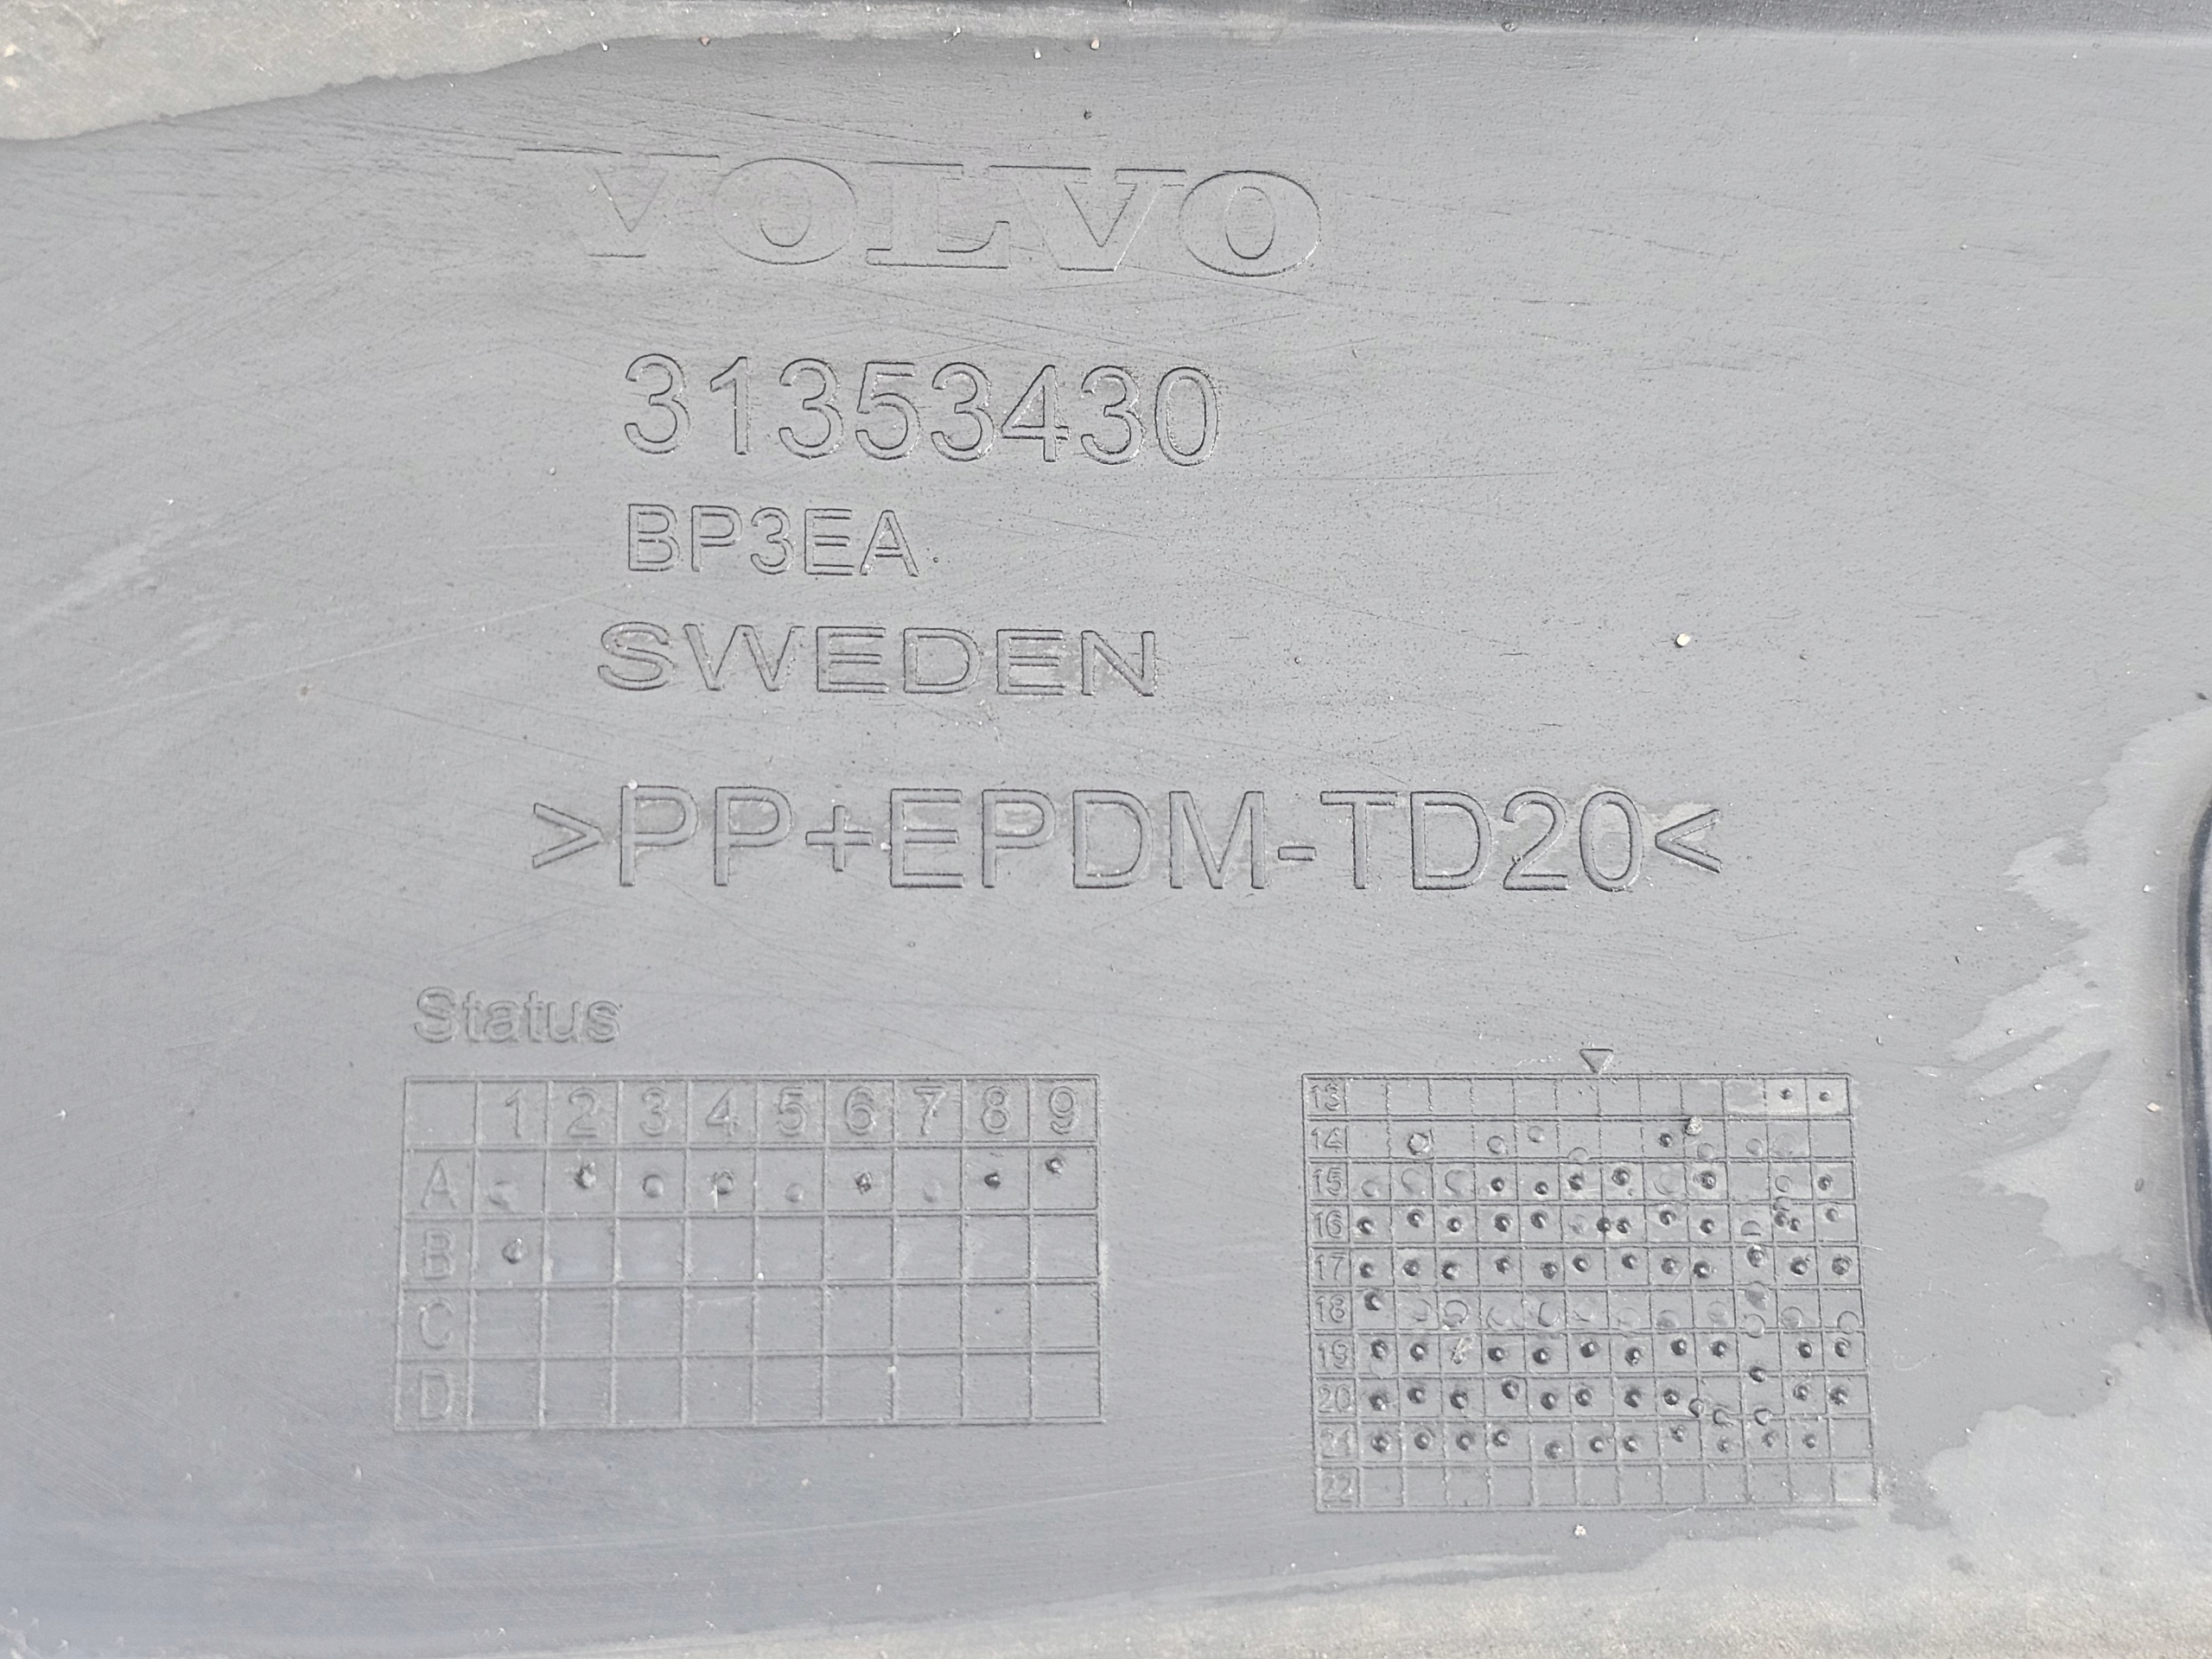 VOLVO
31353430
BP3EA
SWEDEN
>PP+EPDM-TD20<
Status
1 2 3 4 5 6 7 8 9
A
B
C
D
13
14
15
16
17
18
19
20
21
22